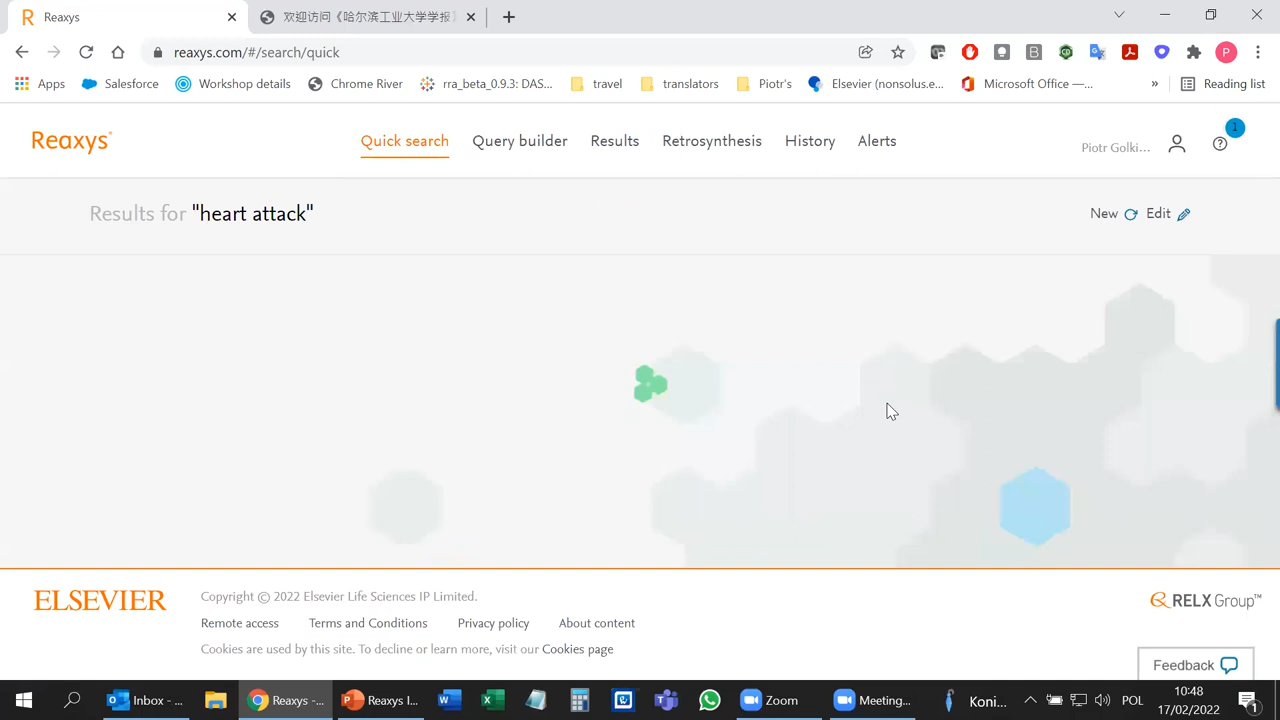 Reaxys
欢迎访问《哈尔滨工业大学学报
reaxys.com/#/search/quick
Apps Salesforce Workshop details Chrome River rra_beta_0.9.3: DAS... travel translators Piotr's Elsevier (nonsolus.e... Microsoft Office —... » Reading list
Reaxys Quick search Query builder Results Retrosynthesis History Alerts Piotr Golki... 1
Results for "heart attack" New Edit
ELSEVIER
Copyright © 2022 Elsevier Life Sciences IP Limited.
RELX Group™
Remote access Terms and Conditions Privacy policy About content
Cookies are used by this site. To decline or learn more, visit our Cookies page
Feedback
Inbox - ... Reaxys -... Reaxys I... Zoom Meeting... Koni... POL 10:48
17/02/2022 1